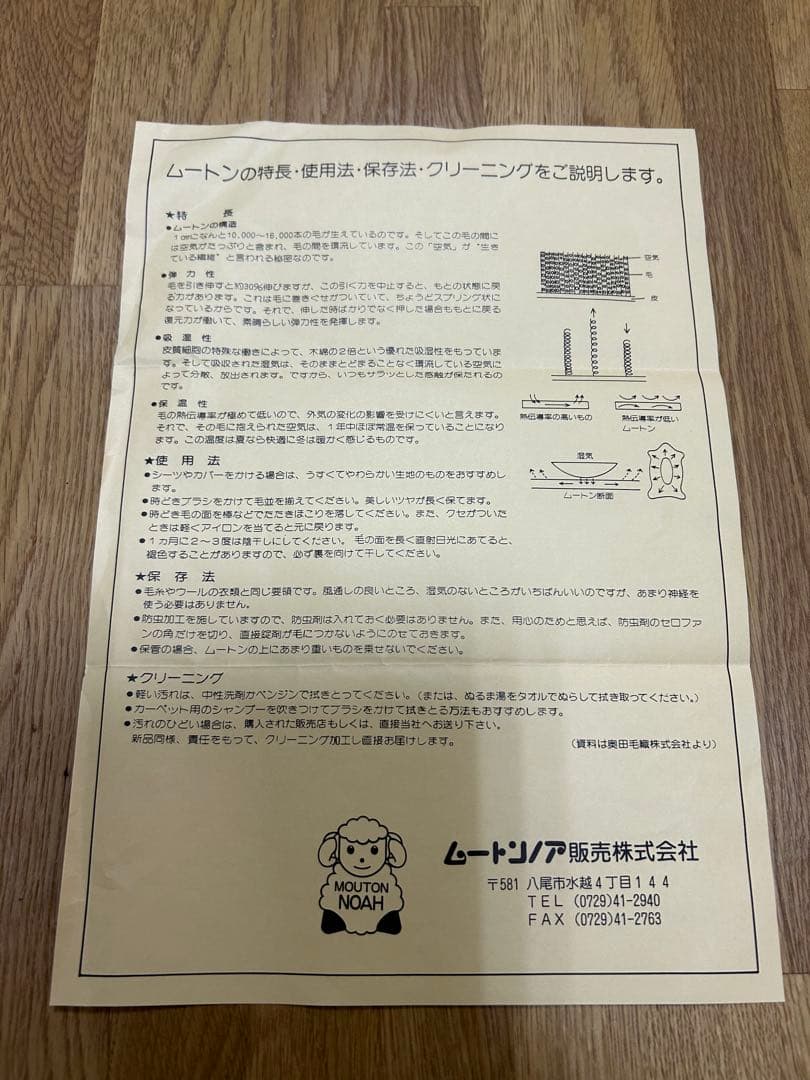 ムートンの特長・使用法・保存法・クリーニングをご説明します。
★特　長
●ムートンの構造
1㎠になんと10,000〜16,000本の毛が生えているのです。そしてこの毛の間に
は空気がたっぷりと含まれ、毛の間を環流しています。この“空気”が“生き
ている繊維”と言われる秘密なのです。
●弾力性
毛を引き伸すと約30%伸びますが、この引く力を中止すると、もとの状態に戻
る力があります。これは毛に巻きぐせがついていて、ちょうどスプリング状に
なっているからです。それで、伸した時ばかりでなく押した場合ももとに戻る
復元力が働いて、素晴らしい弾力性を発揮します。
●吸湿性
皮質細胞の特殊な働きによって、木綿の2倍という優れた吸湿性をもっていま
す。そして吸収された湿気は、そのままとどまることなく環流している空気に
よって分散、放出されます。ですから、いつもサラッとした感触が保たれるの
です。
●保温性
毛の熱伝導率が極めて低いので、外気の変化の影響を受けにくいと言えます。
それで、その毛に抱えられた空気は、1年中ほぼ常温を保っていることになり
ます。この温度は夏なら快適に冬は暖かく感じるものです。
空気
毛
皮
熱伝導率の高いもの
熱伝導率が低い
ムートン
湿気
ムートン断面
★使用法
●シーツやカバーをかける場合は、うすくてやわらかい生地のものをおすすめし
ます。
●時どきブラシをかけて毛並を揃えてください。美しいツヤが長く保てます。
●時どき毛の面を棒などでたたきほこりを落してください。また、クセがついた
ときは軽くアイロンを当てると元に戻ります。
●1カ月に2〜3度は陰干しにしてください。毛の面を長く直射日光にあてると、
褪色することがありますので、必ず裏を向けて干してください。
★保存法
●毛糸やウールの衣類と同じ要領です。風通しの良いところ、湿気のないところがいちばんいいのですが、あまり神経を
使う必要はありません。
●防虫加工を施していますので、防虫剤は入れておく必要はありません。また、用心のためと思えば、防虫剤のセロファ
ンの角だけを切り、直接錠剤が毛につかないようにのせておきます。
●保管の場合、ムートンの上にあまり重いものを乗せないでください。
★クリーニング
●軽い汚れは、中性洗剤かベンジンで拭きとってください。（または、ぬるま湯をタオルでぬらして拭き取ってください。）
●カーペット用のシャンプーを吹きつけてブラシをかけて拭きとる方法もおすすめします。
●汚れのひどい場合は、購入された販売店もしくは、直接当社へお送り下さい。
新品同様、責任をもって、クリーニング加工し直接お届けします。
（資料は奥田毛織株式会社より）
MOUTON
NOAH
ムートンノア販売株式会社
〒581 八尾市水越4丁目144
TEL (0729)41-2940
FAX (0729)41-2763